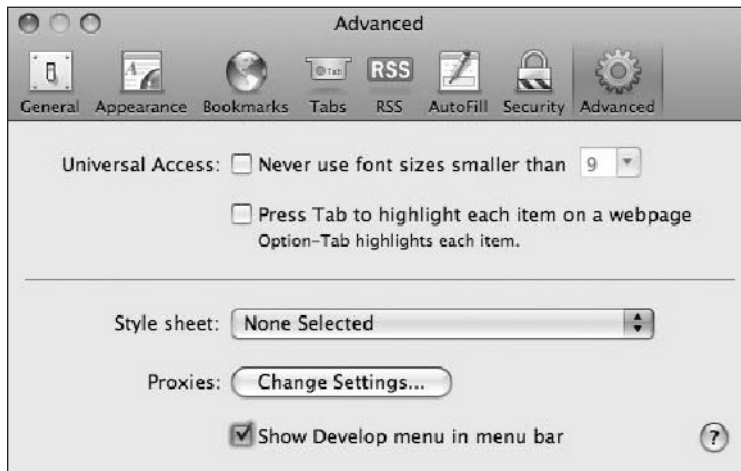 Advanced
General Appearance Bookmarks Tabs RSS AutoFill Security Advanced
Universal Access: Never use font sizes smaller than 9
Press Tab to highlight each item on a webpage
Option-Tab highlights each item.
Style sheet: None Selected
Proxies: Change Settings...
Show Develop menu in menu bar ?